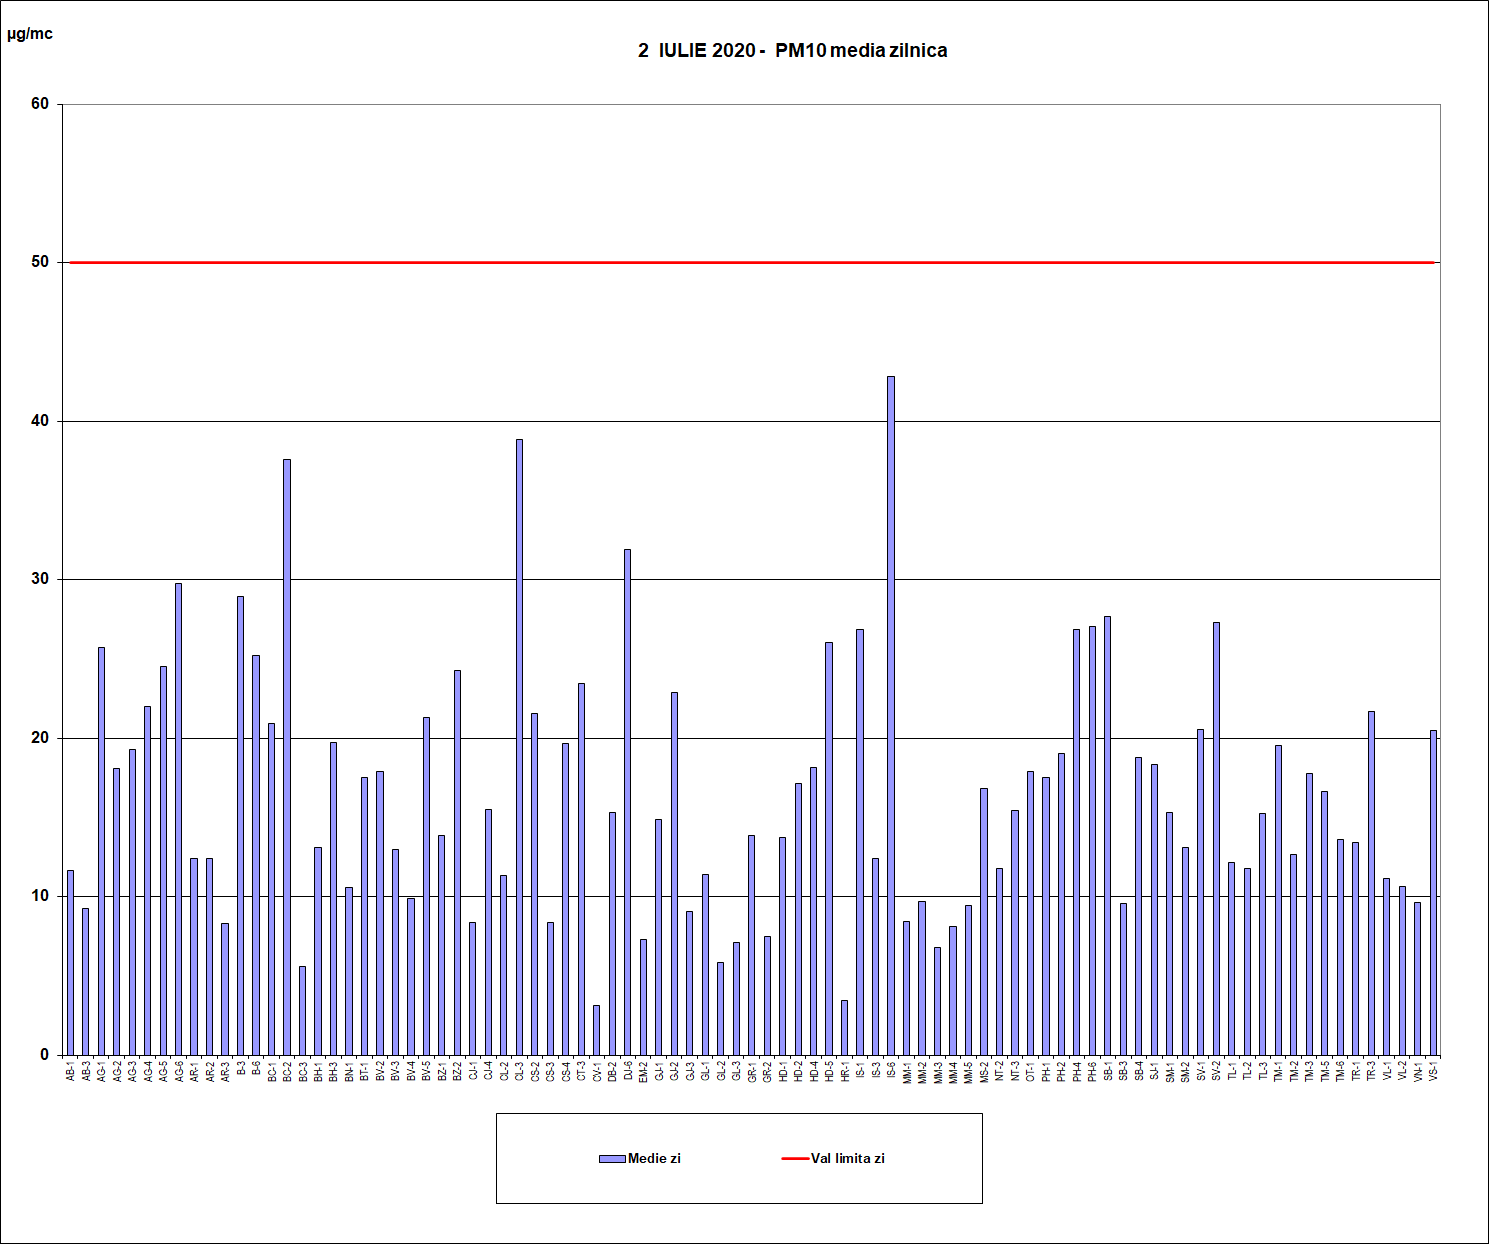 µg/mc
2 IULIE 2020 - PM10 media zilnica
60
50
40
30
20
10
0
AB-1 AB-3 AG-1 AG-2 AG-3 AG-4 AG-5 AG-6 AR-1 AR-2 AR-3 B-3 B-6 BC-1 BC-2 BC-3 BH-1 BH-3 BN-1 BT-1 BV-2 BV-3 BV-4 BV-5 BZ-1 BZ-2 CJ-1 CJ-4 CL-2 CL-3 CS-2 CS-3 CS-4 CT-3 CV-1 DB-2 DJ-6 EM-2 GJ-1 GJ-2 GJ-3 GL-1 GL-2 GL-3 GR-1 GR-2 HD-1 HD-2 HD-4 HD-5 HR-1 IS-1 IS-3 IS-6 MM-1 MM-2 MM-3 MM-4 MM-5 MS-2 NT-2 NT-3 OT-1 PH-1 PH-2 PH-4 PH-6 SB-1 SB-3 SB-4 SJ-1 SM-1 SM-2 SV-1 SV-2 TL-1 TL-2 TL-3 TM-1 TM-2 TM-3 TM-5 TM-6 TR-1 TR-3 VL-1 VL-2 VN-1 VS-1
Medie zi
Val limita zi